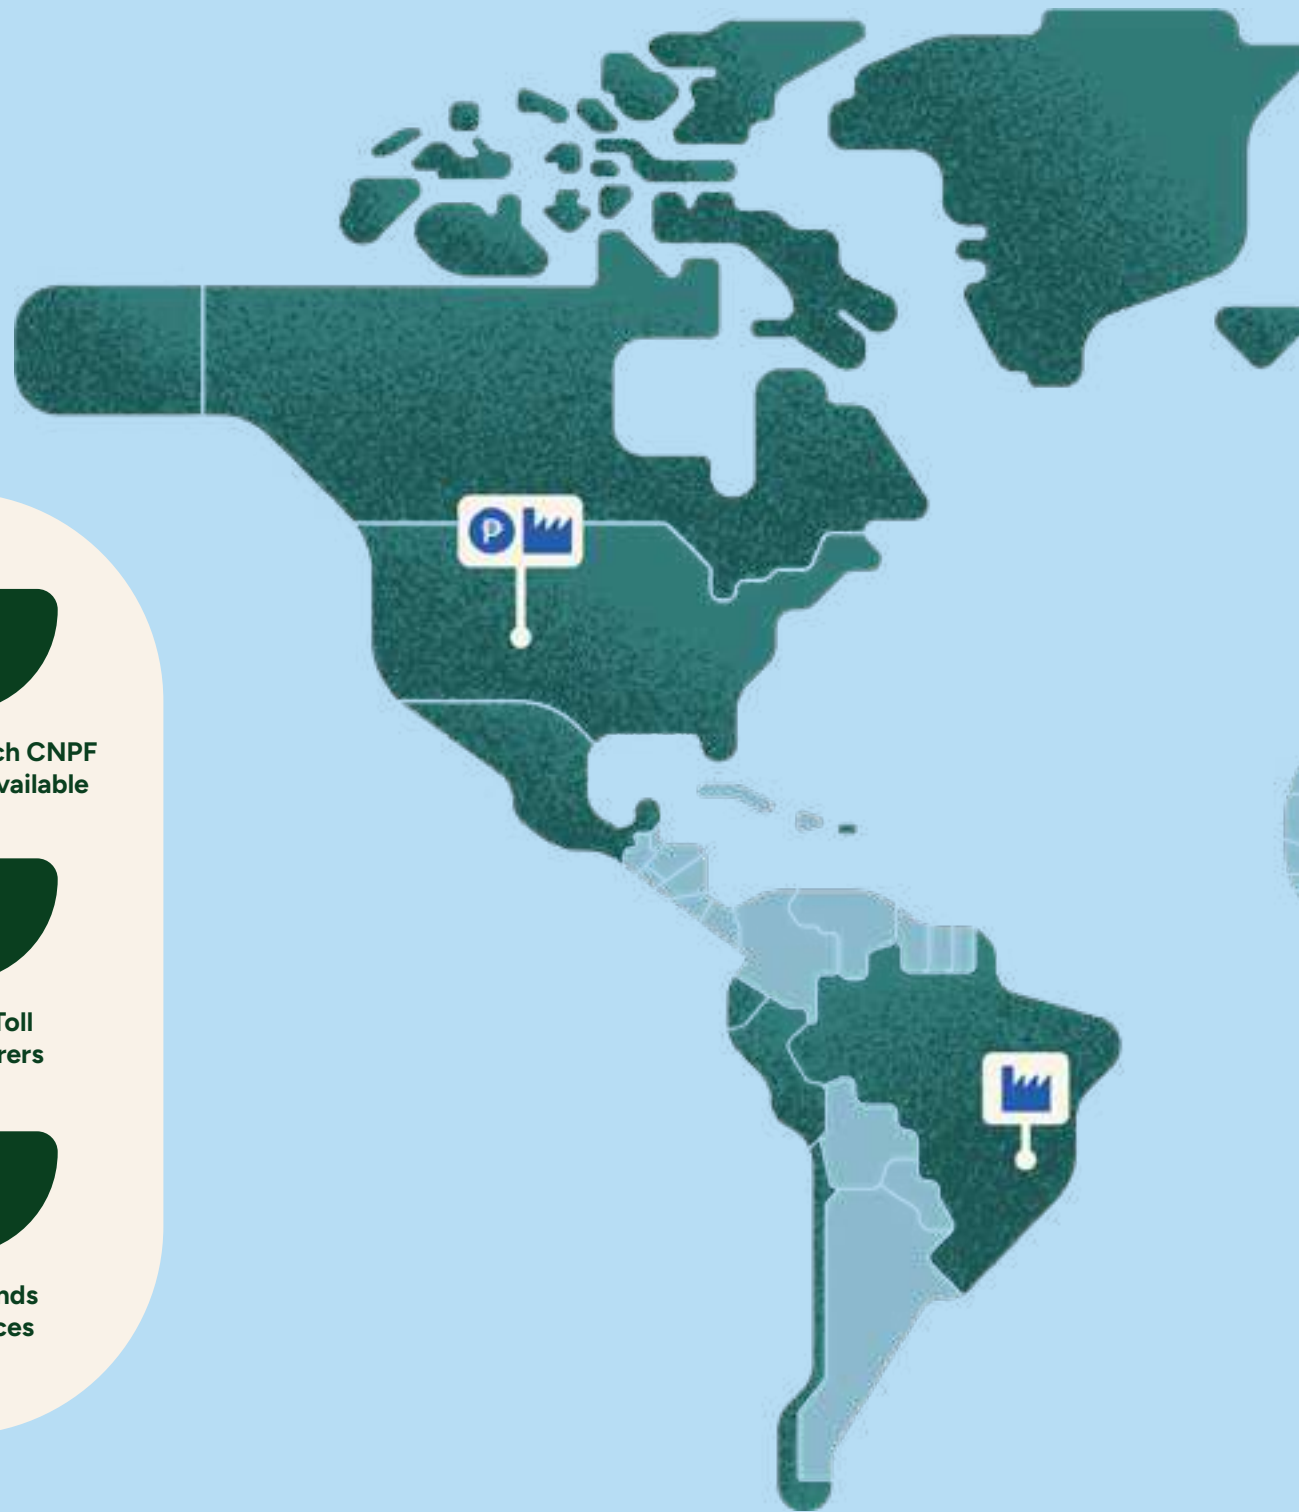 P
ch CNPF
vailable
Toll
rers
nds
ces